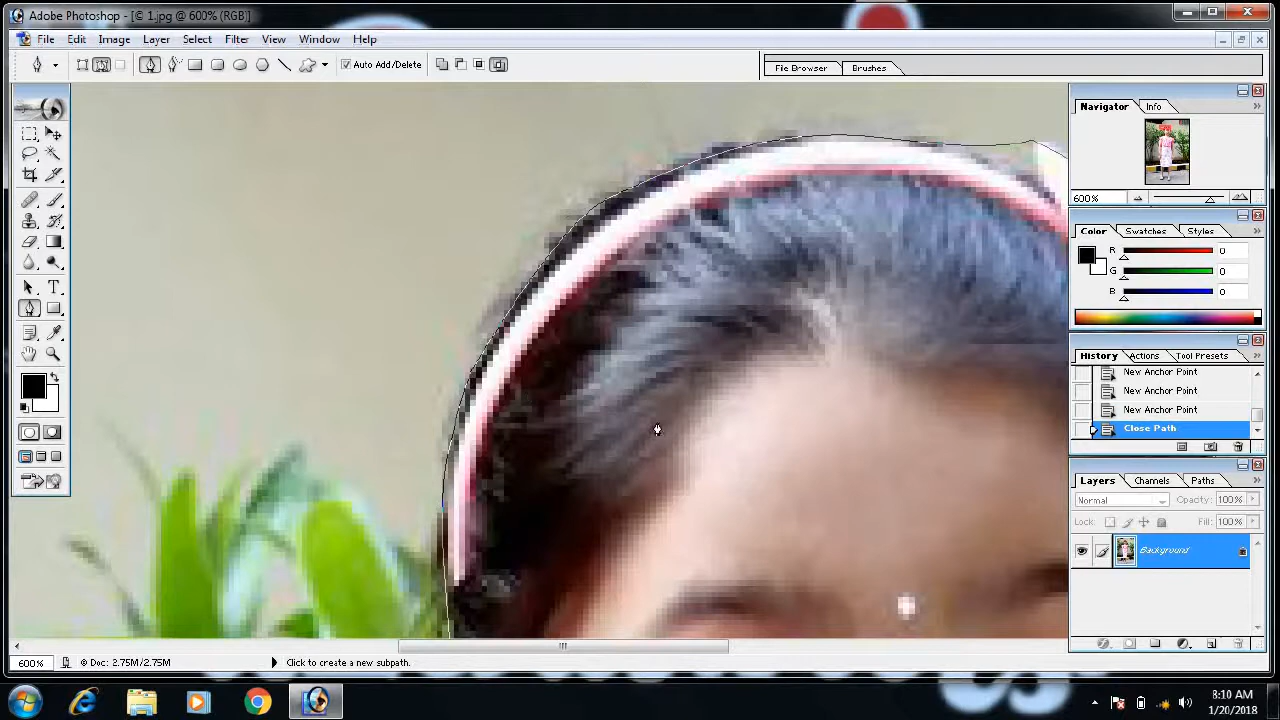 Adobe Photoshop - [© 1.jpg @ 600% (RGB)]
File Edit Image Layer Select Filter View Window Help
Auto Add/Delete
File Browser Brushes
Navigator Info
600%
Color Swatches Styles
R 0
G 0
B 0
History Actions Tool Presets
New Anchor Point
New Anchor Point
New Anchor Point
Close Path
Layers Channels Paths
Normal Opacity: 100%
Lock: Fill: 100%
Background
600% Doc: 2.75M/2.75M Click to create a new subpath.
8:10 AM
1/20/2018